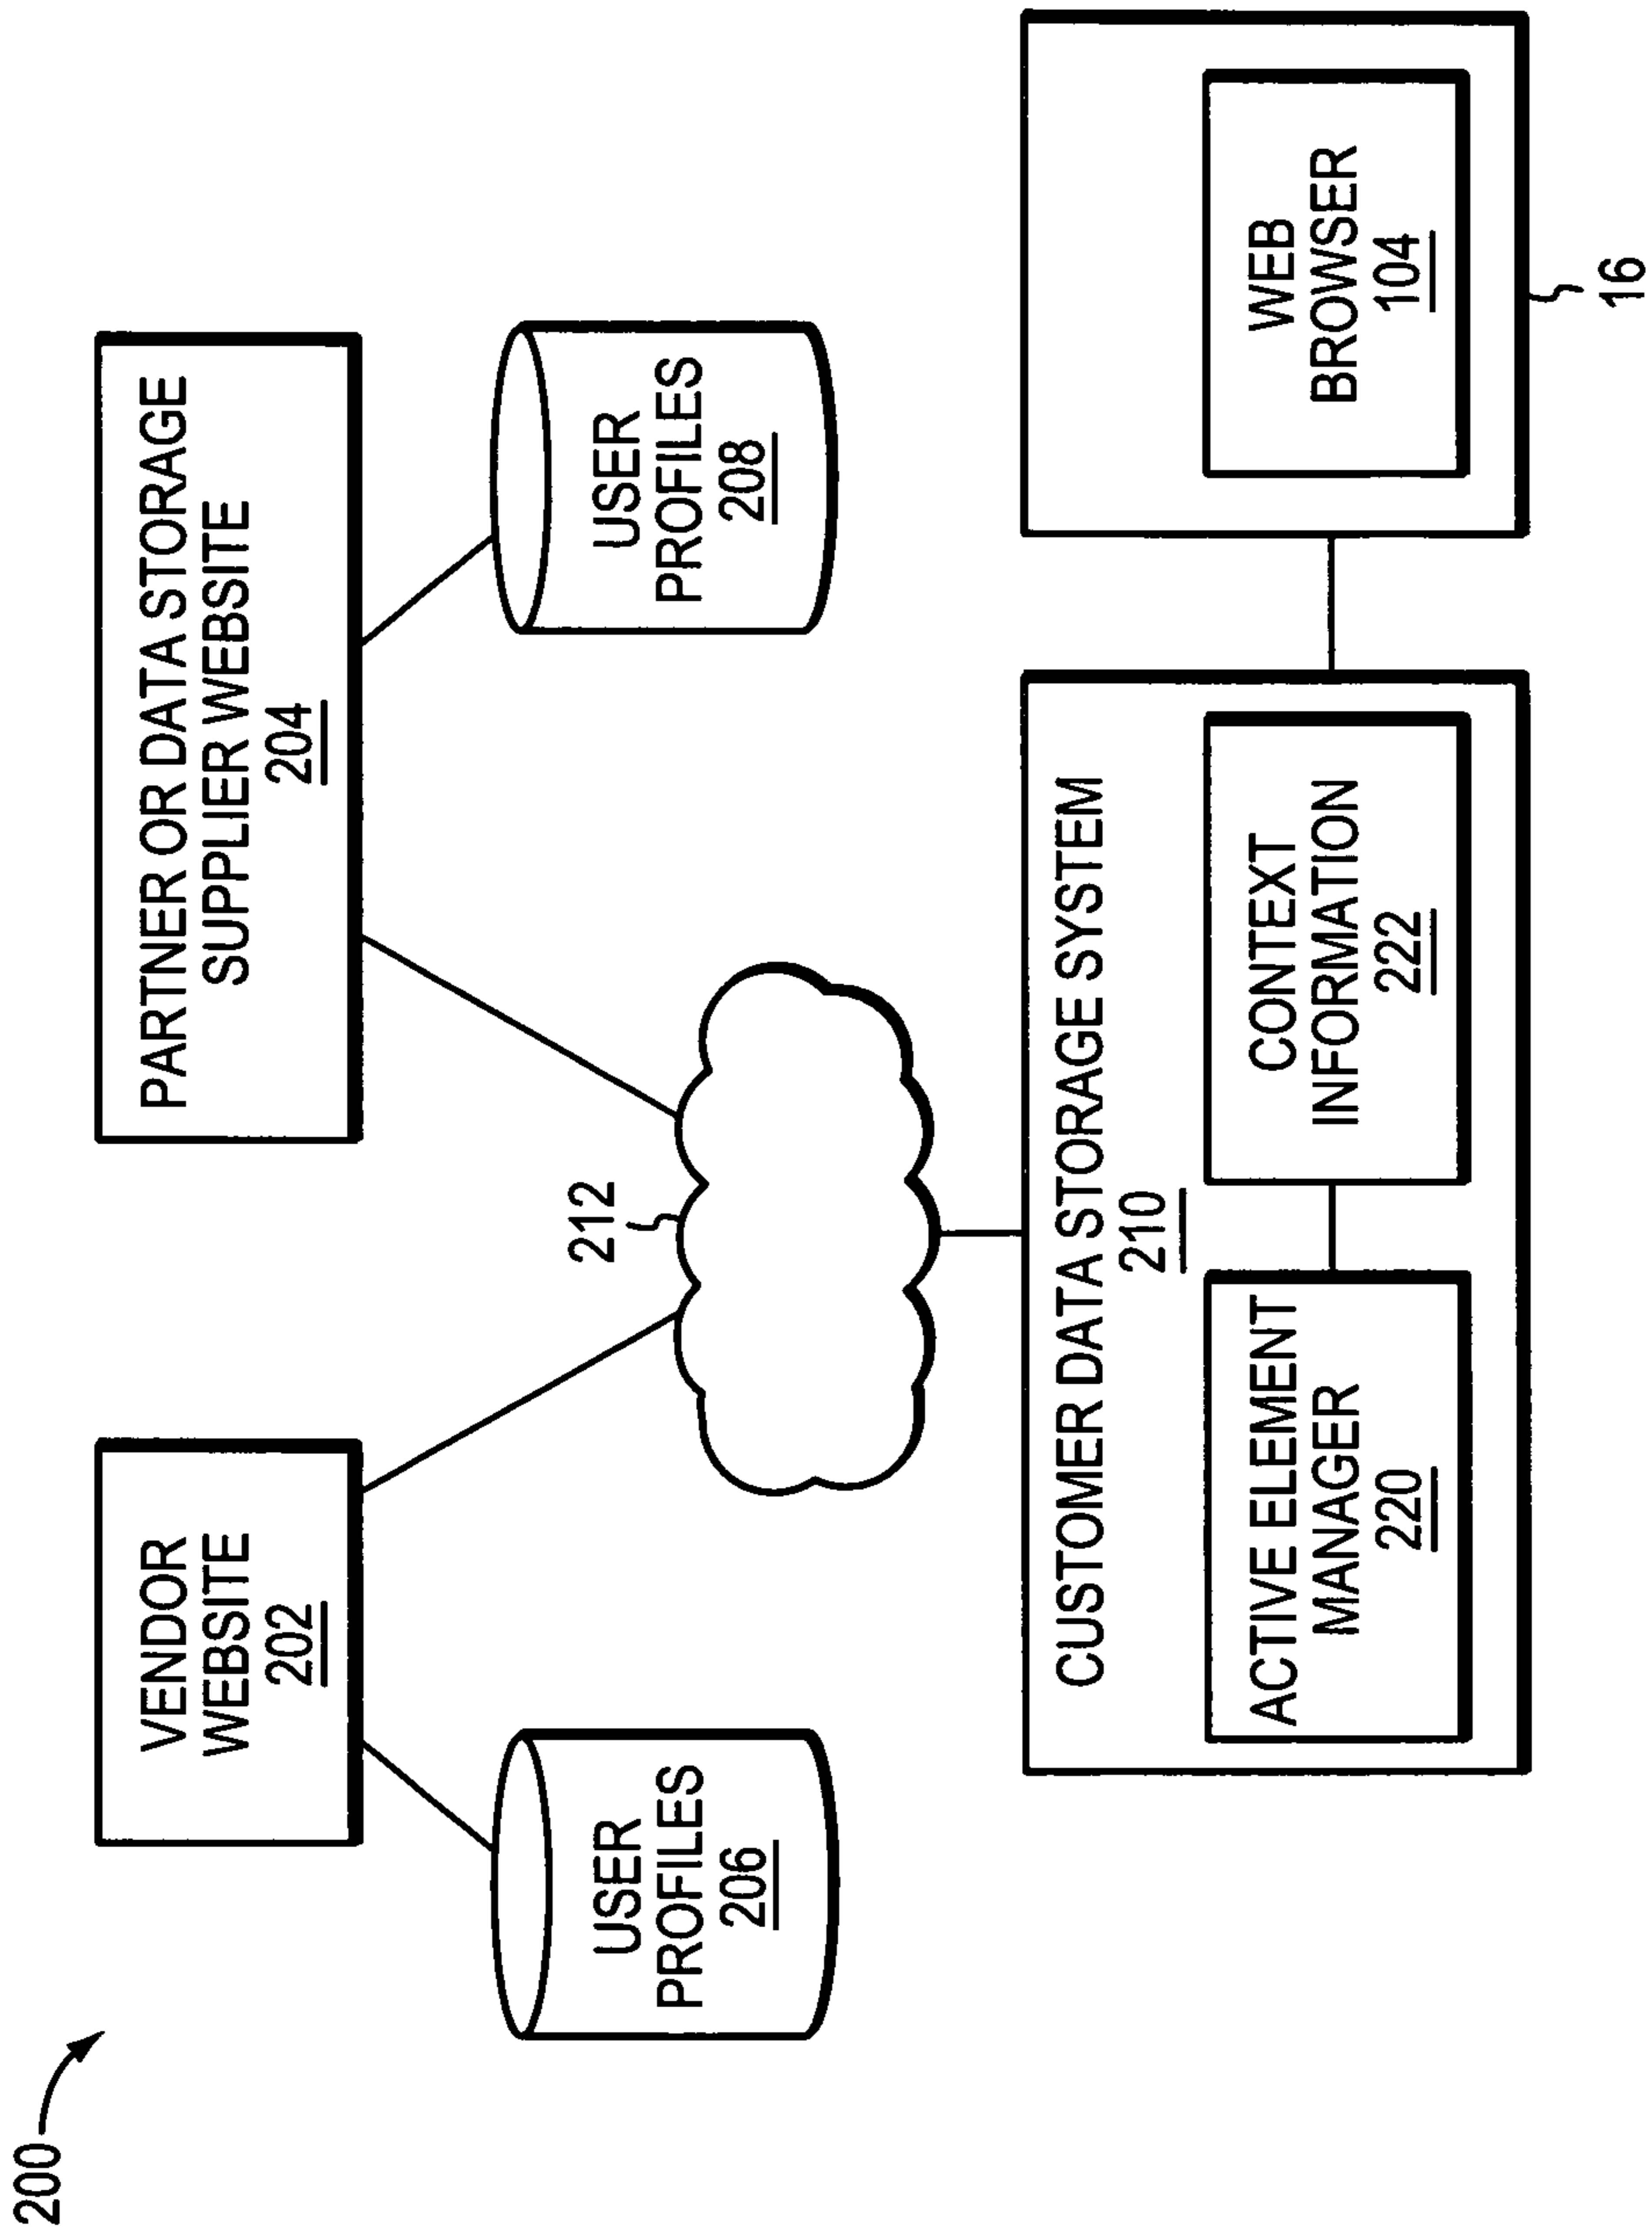 200
VENDOR
WEBSITE
202
PARTNER OR DATA STORAGE
SUPPLIER WEBSITE
204
USER
PROFILES
206
212
USER
PROFILES
208
CUSTOMER DATA STORAGE SYSTEM
210
ACTIVE ELEMENT
MANAGER
220
CONTEXT
INFORMATION
222
WEB
BROWSER
104
16